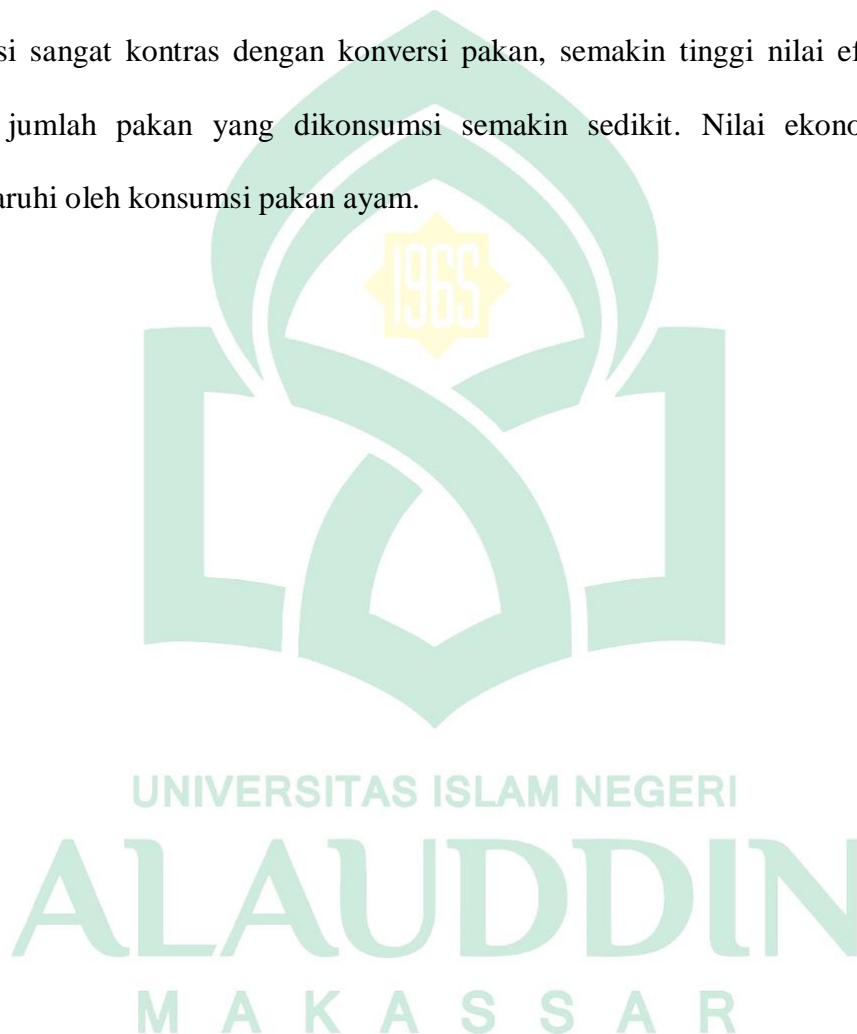 si sangat kontras dengan konversi pakan, semakin tinggi nilai ef
jumlah pakan yang dikonsumsi semakin sedikit. Nilai ekono
aruhi oleh konsumsi pakan ayam.
1965
UNIVERSITAS ISLAM NEGERI
ALAUDDIN
MAKASSAR